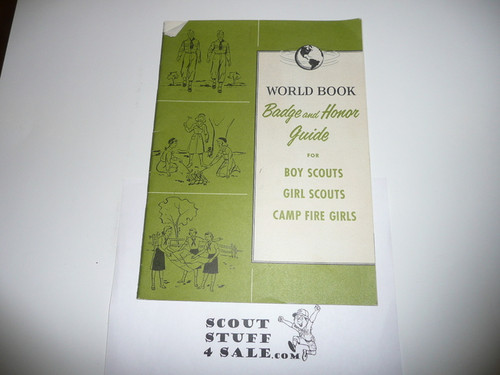 WORLD BOOK
Badge and Honor
Guide
FOR
BOY SCOUTS
GIRL SCOUTS
CAMP FIRE GIRLS
SCOUT
STUFF
4 SALE.COM